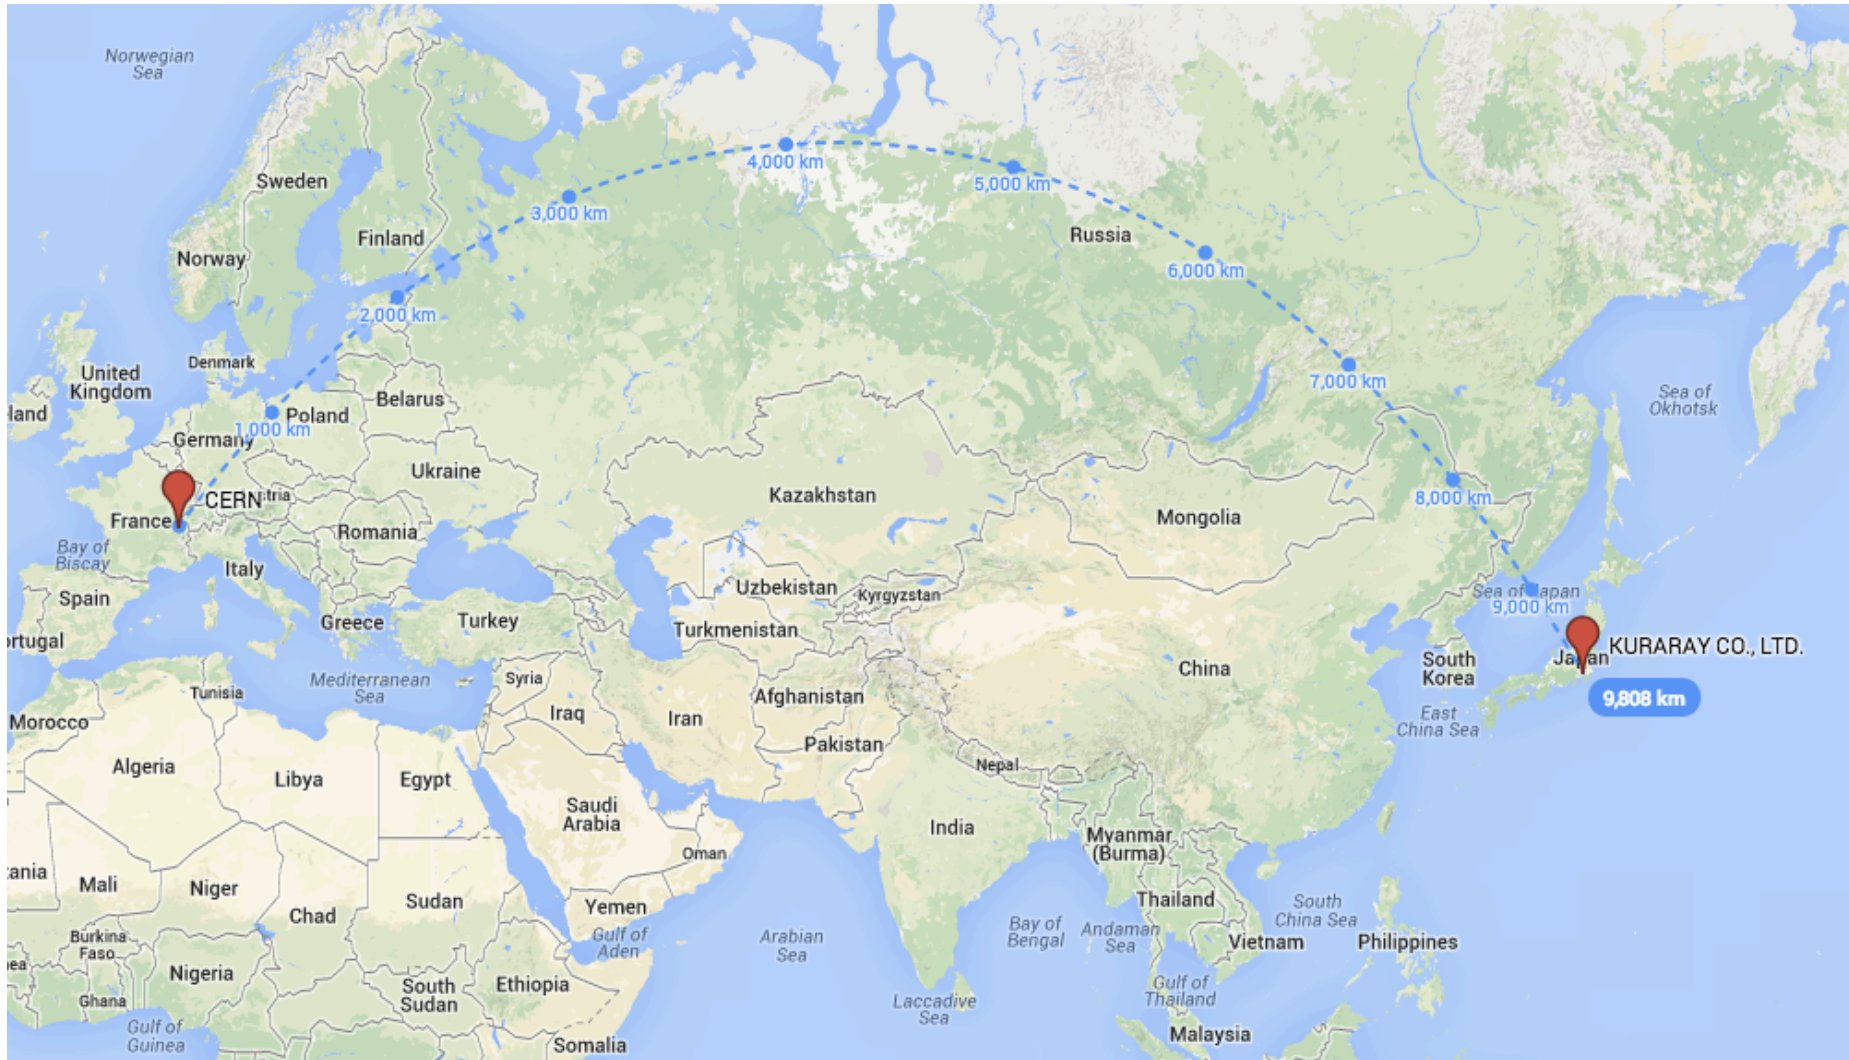 Norwegian
Sea
4,000 km
5,000 km
Sweden
3,000 km
Finland
Russia
Norway
6,000 km
2,000 km
Denmark
United
Kingdom
7,000 km
Sea of
Okhotsk
Belarus
land
Poland
1,000 km
Germany
Ukraine
CERN
tria
Kazakhstan
8,000 km
France
Mongolia
Romania
Bay of
Biscay
Italy
Uzbekistan
Kyrgyzstan
Sea of Japan
9,000 km
Spain
Greece
Turkey
Turkmenistan
ortugal
KURARAY CO., LTD.
Japan
South
Korea
China
Syria
Mediterranean
Sea
Tunisia
Afghanistan
9,808 km
Iraq
Iran
Morocco
East
China Sea
Pakistan
Algeria
Libya
Egypt
Nepal
Saudi
Arabia
India
Myanmar
(Burma)
Oman
tania
Mali
Niger
Chad
Sudan
Yemen
Thailand
South
China Sea
Gulf of
Aden
Arabian
Sea
Bay of
Bengal
Andaman
Sea
Vietnam
Philippines
Burkina
Faso
nea
Nigeria
Ghana
South
Sudan
Ethiopia
Laccadive
Sea
Gulf of
Thailand
Gulf of
Guinea
Somalia
Malaysia